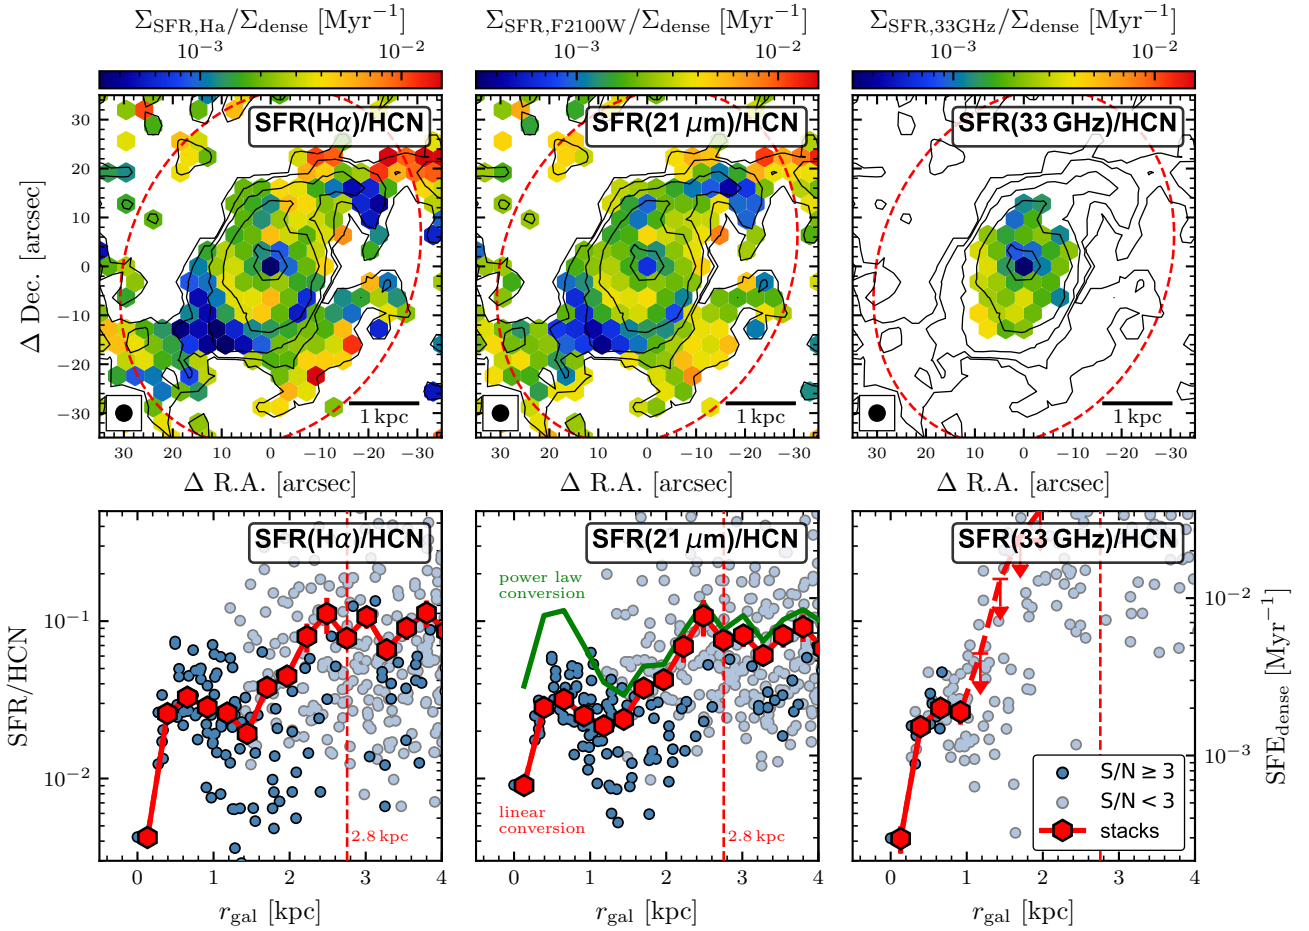 Σ_SFR,Ha/Σ_dense [Myr⁻¹]
Σ_SFR,F2100W/Σ_dense [Myr⁻¹]
Σ_SFR,33GHz/Σ_dense [Myr⁻¹]
10⁻³ 10⁻²
10⁻³ 10⁻²
10⁻³ 10⁻²
SFR(Hα)/HCN
SFR(21 μm)/HCN
SFR(33 GHz)/HCN
30
20
10
0
−10
−20
−30
Δ Dec. [arcsec]
1 kpc
1 kpc
1 kpc
30 20 10 0 −10 −20 −30
30 20 10 0 −10 −20 −30
30 20 10 0 −10 −20 −30
Δ R.A. [arcsec]
Δ R.A. [arcsec]
Δ R.A. [arcsec]
SFR(Hα)/HCN
SFR(21 μm)/HCN
SFR(33 GHz)/HCN
power law
conversion
linear
conversion
2.8 kpc
2.8 kpc
10⁻¹
10⁻²
SFR/HCN
10⁻²
10⁻³
SFE_dense [Myr⁻¹]
S/N ≥ 3
S/N < 3
stacks
0 1 2 3 4
0 1 2 3 4
0 1 2 3 4
r_gal [kpc]
r_gal [kpc]
r_gal [kpc]